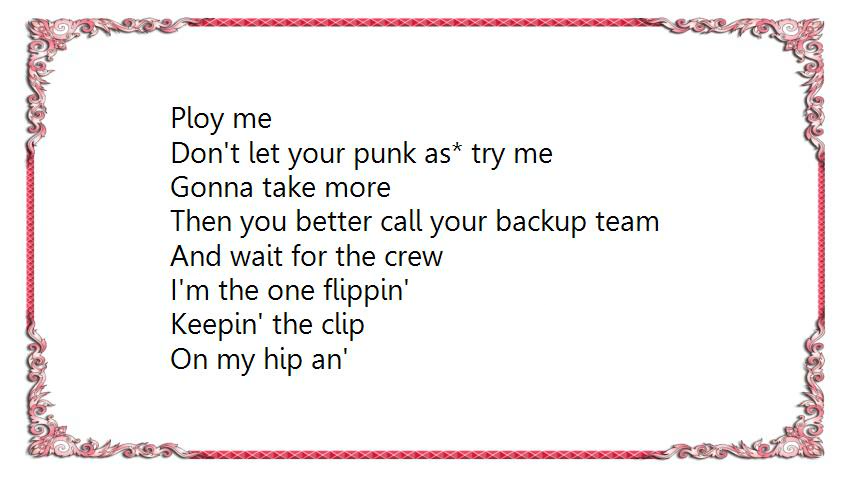 Ploy me
Don't let your punk as* try me
Gonna take more
Then you better call your backup team
And wait for the crew
I'm the one flippin'
Keepin' the clip
On my hip an'